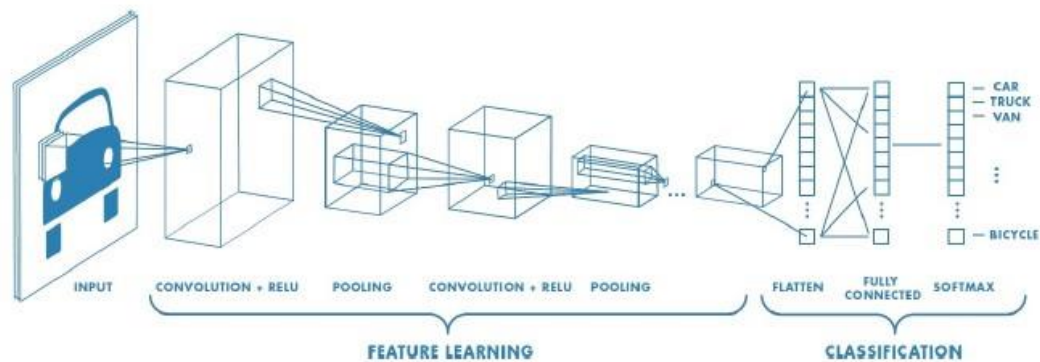 CAR
TRUCK
VAN
BICYCLE
INPUT
CONVOLUTION + RELU
POOLING
CONVOLUTION + RELU
POOLING
FLATTEN
FULLY
CONNECTED
SOFTMAX
FEATURE LEARNING
CLASSIFICATION